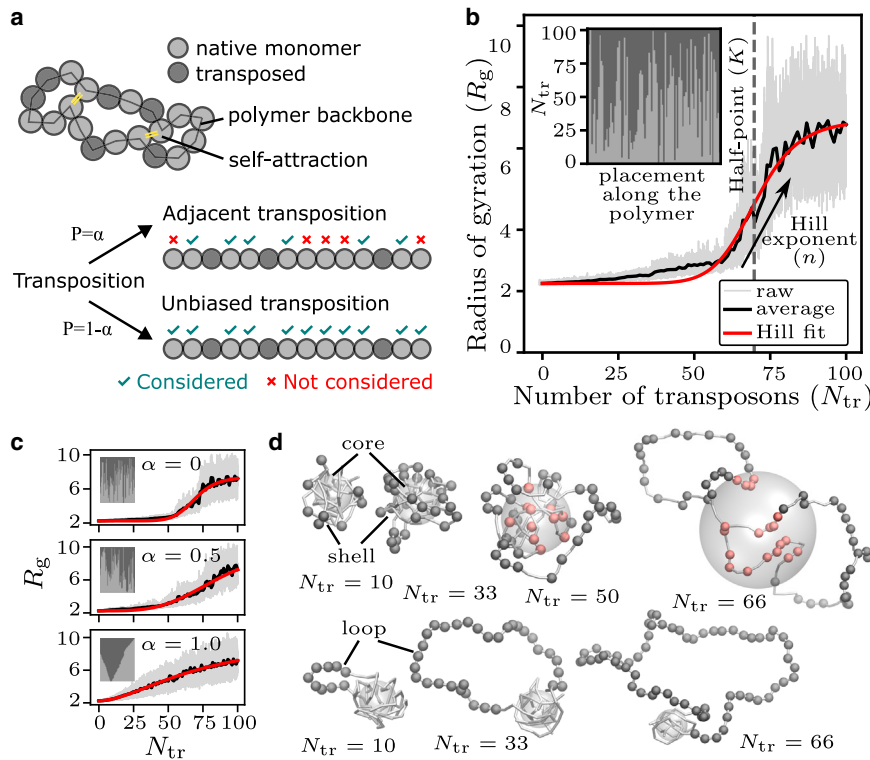 a
native monomer
transposed
polymer backbone
self-attraction
Adjacent transposition
P=α
Transposition
P=1-α
Unbiased transposition
✓ Considered
× Not considered
b
Radius of gyration (Rg)
10
8
6
4
2
0
Ntr
100
75
50
25
0
placement
along the
polymer
Half-point (K)
Hill
exponent
(n)
raw
average
Hill fit
0
25
50
75
100
Number of transposons (Ntr)
c
Rg
10
6
2
α = 0
10
6
2
α = 0.5
10
6
2
α = 1.0
0
25
50
75
100
Ntr
d
core
shell
Ntr = 10
Ntr = 33
Ntr = 50
Ntr = 66
loop
Ntr = 10
Ntr = 33
Ntr = 66